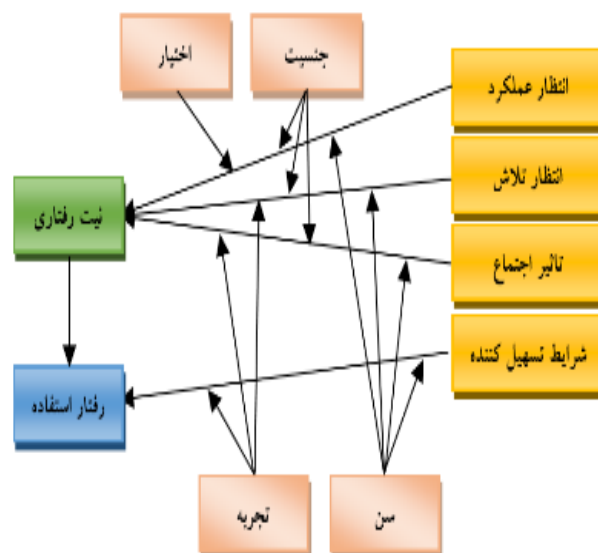 اختیار
جنسیت
انتظار عملکرد
انتظار تلاش
تاثیر اجتماع
شرایط تسهیل کننده
نیت رفتاری
رفتار استفاده
تجربه
سن